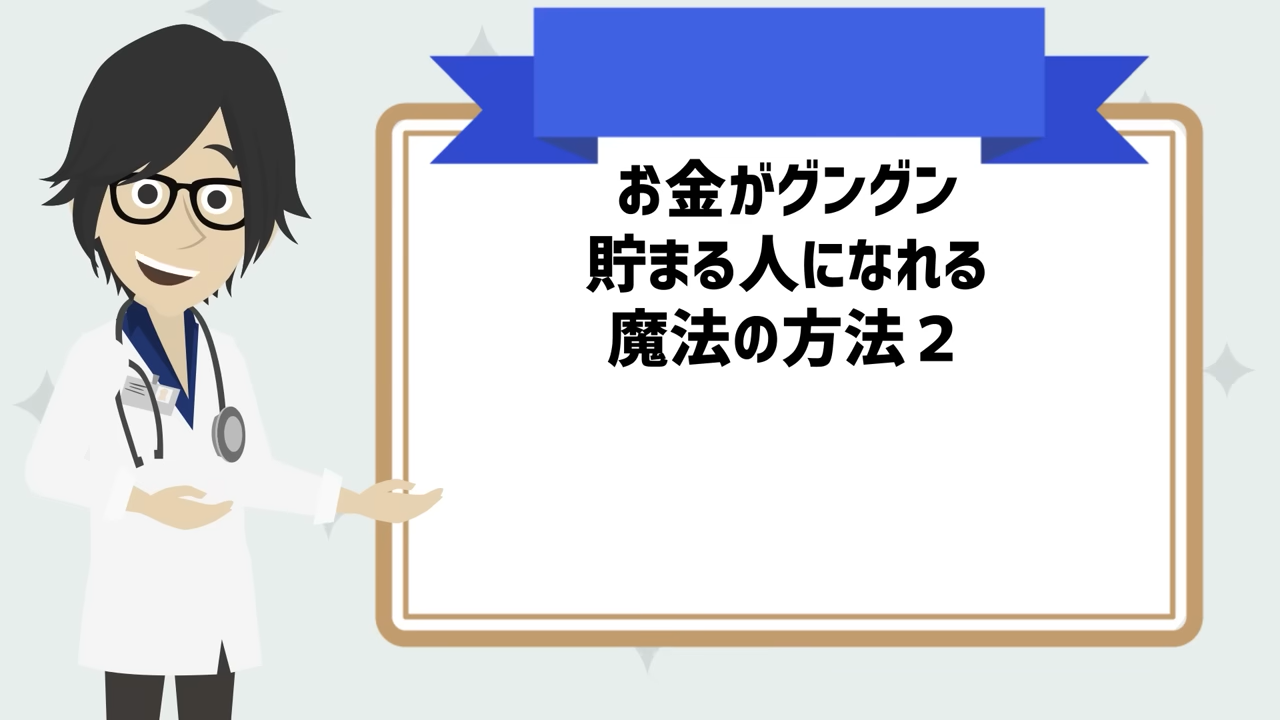 お金がグングン
貯まる人になれる
魔法の方法２